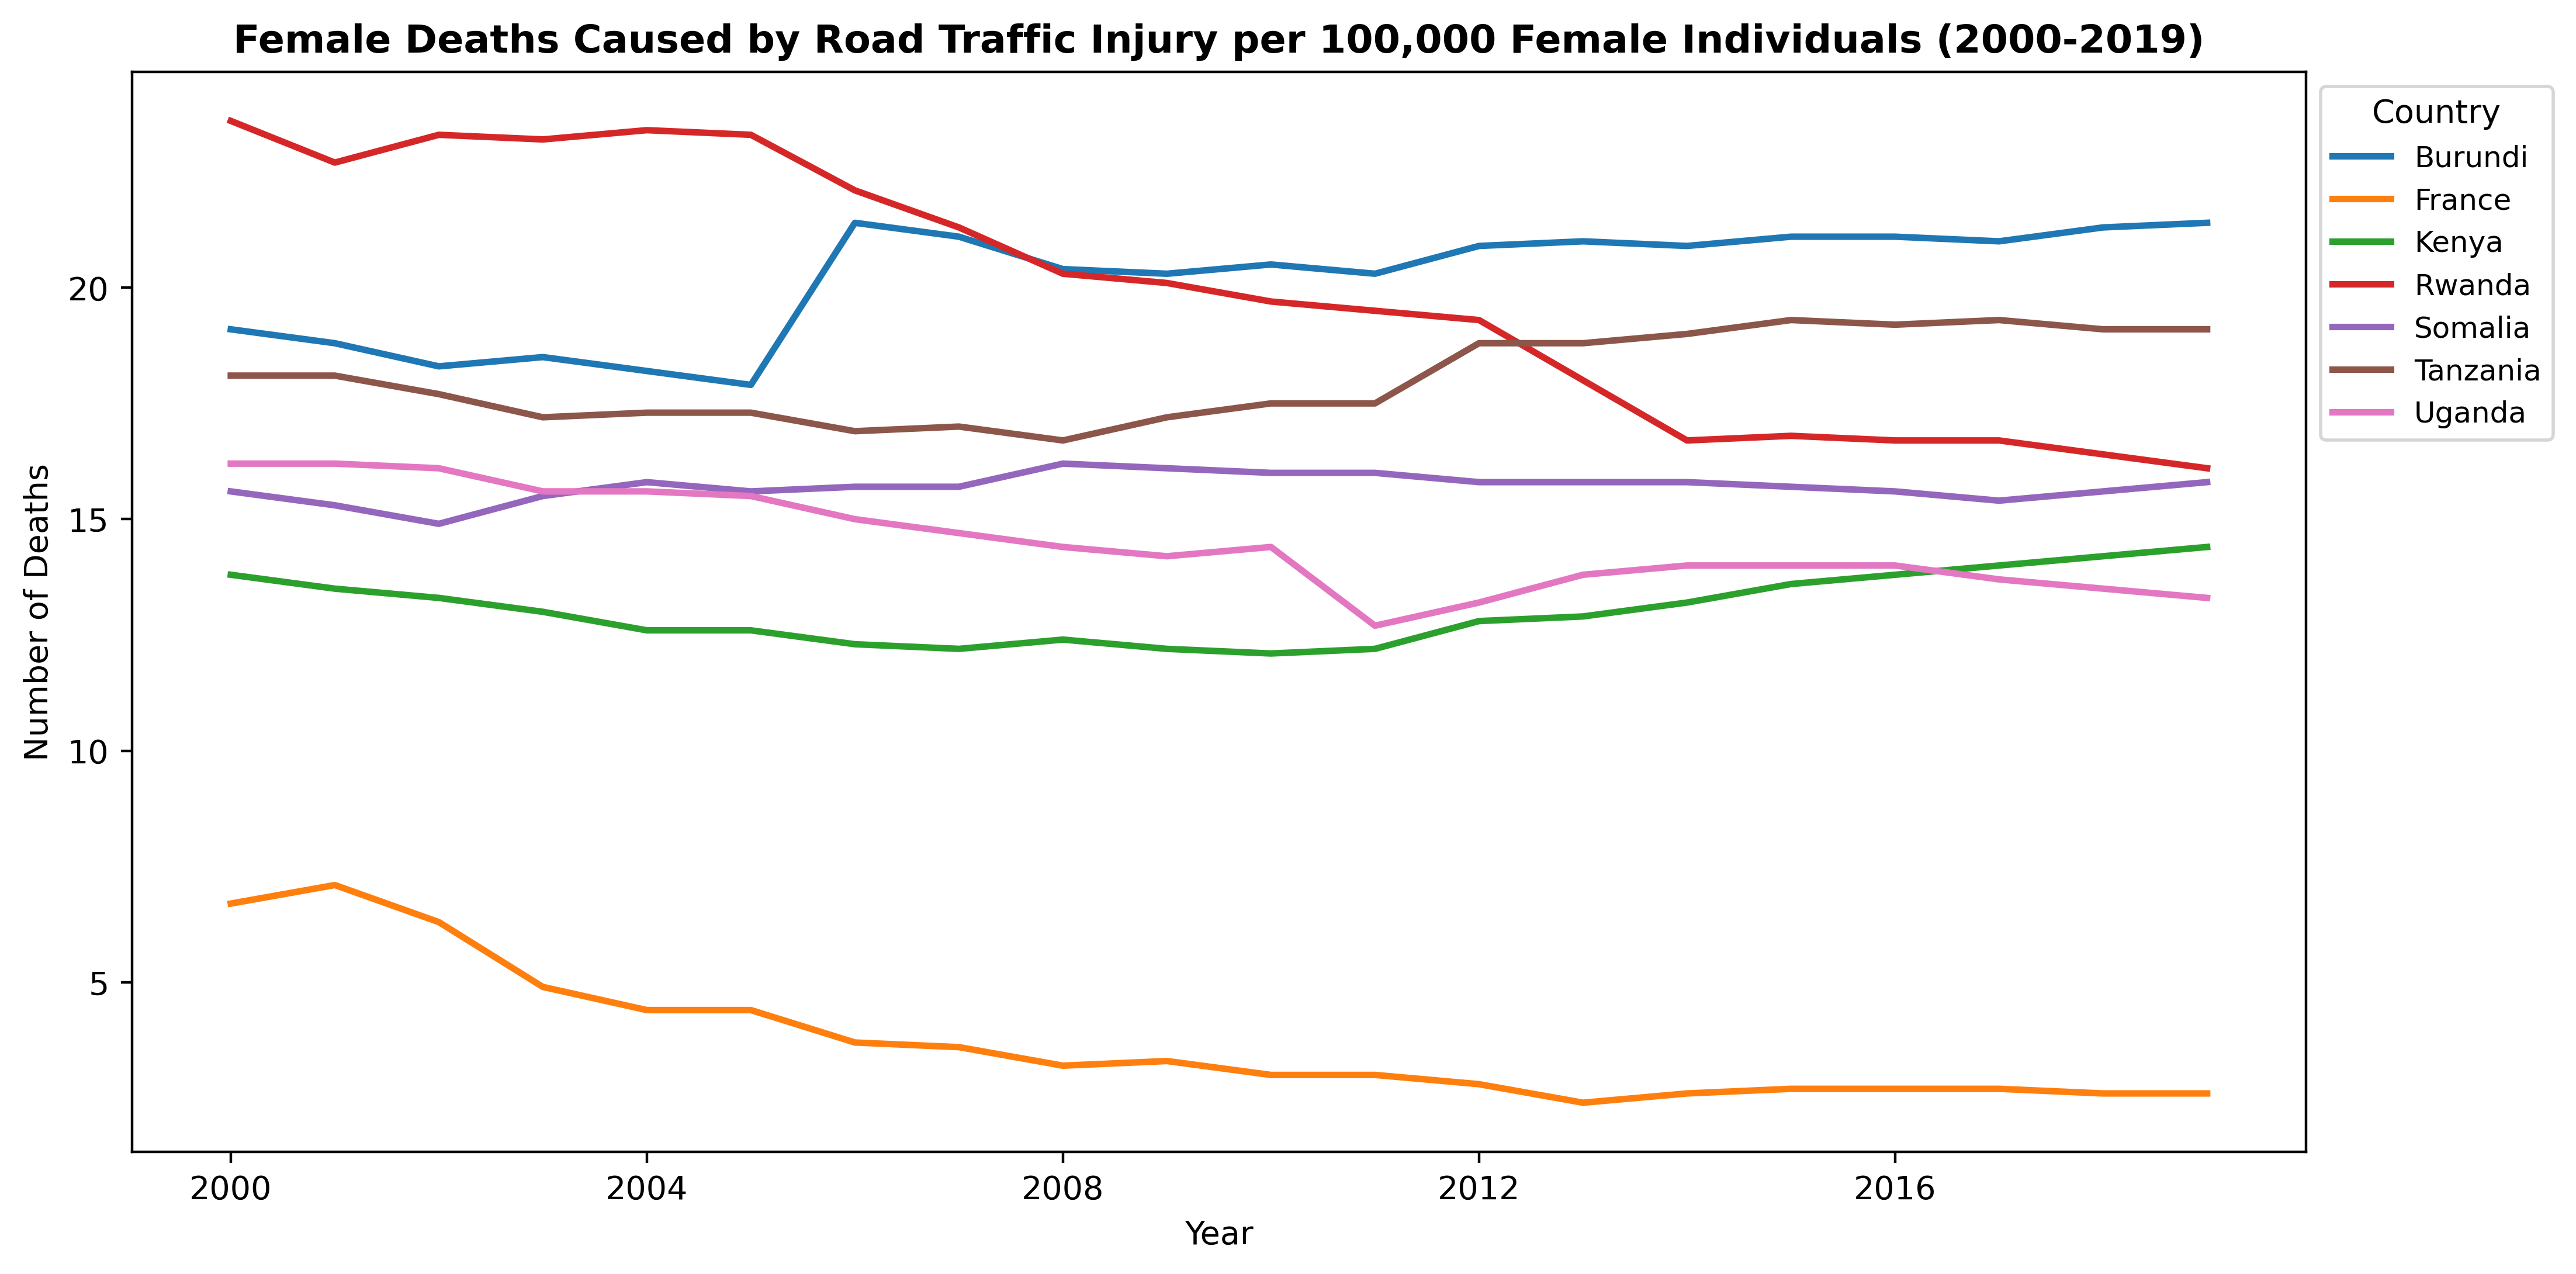 Female Deaths Caused by Road Traffic Injury per 100,000 Female Individuals (2000-2019)
Number of Deaths
20
15
10
5
2000
2004
2008
2012
2016
Year
Country
Burundi
France
Kenya
Rwanda
Somalia
Tanzania
Uganda